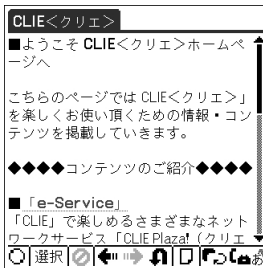 CLIE＜クリエ＞
■ようこそ CLIE＜クリエ＞ホームペ
ージへ
こちらのページでは CLIE＜クリエ＞」
を楽しくお使い頂くための情報・コン
テンツを掲載していきます。
◆◆◆◆コンテンツのご紹介◆◆◆◆
■「e-Service」
「CLIE」で楽しめるさまざまなネット
ワークサービス「CLIE Plaza!（クリエ
選択
あ